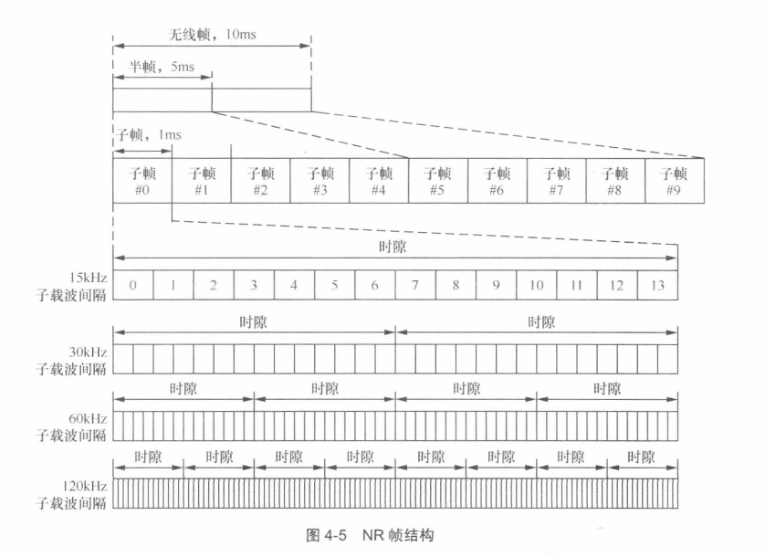 无线帧，10ms
半帧，5ms
子帧，1ms
子帧 子帧 子帧 子帧 子帧 子帧 子帧 子帧 子帧 子帧
#0 #1 #2 #3 #4 #5 #6 #7 #8 #9
时隙
15kHz
子载波间隔
0 1 2 3 4 5 6 7 8 9 10 11 12 13
时隙 时隙
30kHz
子载波间隔
时隙 时隙 时隙 时隙
60kHz
子载波间隔
时隙 时隙 时隙 时隙 时隙 时隙 时隙 时隙
120kHz
子载波间隔
图 4-5 NR 帧结构